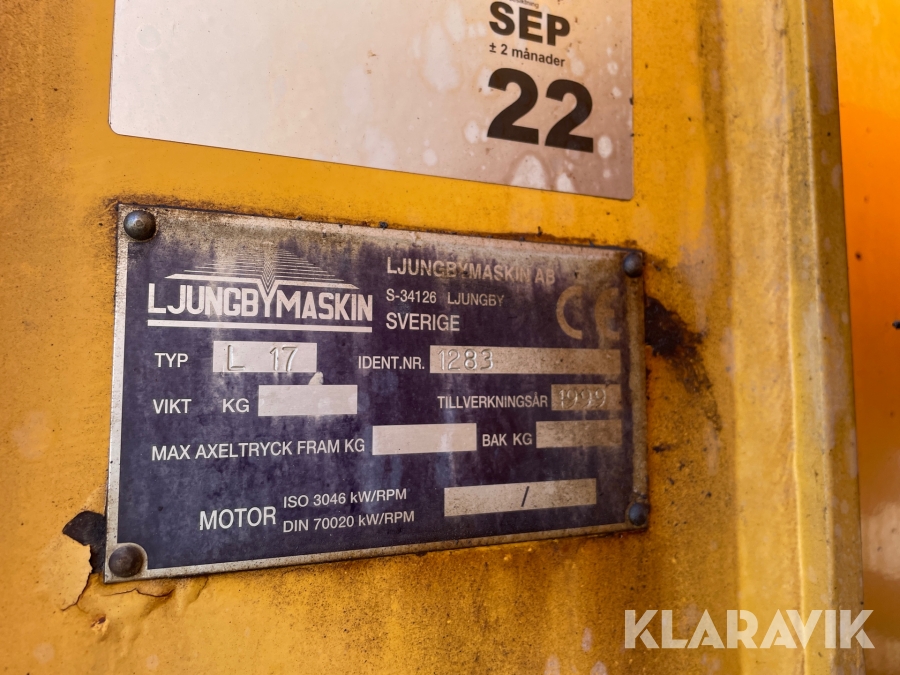 SEP
± 2 månader
22
LJUNGBYMASKIN
LJUNGBYMASKIN AB
S-34126 LJUNGBY
SVERIGE
CE
TYP L 17 IDENT.NR. 1283
VIKT KG TILLVERKNINGSÅR 1999
MAX AXELTRYCK FRAM KG BAK KG
MOTOR ISO 3046 kW/RPM /
DIN 70020 kW/RPM
KLARAVIK